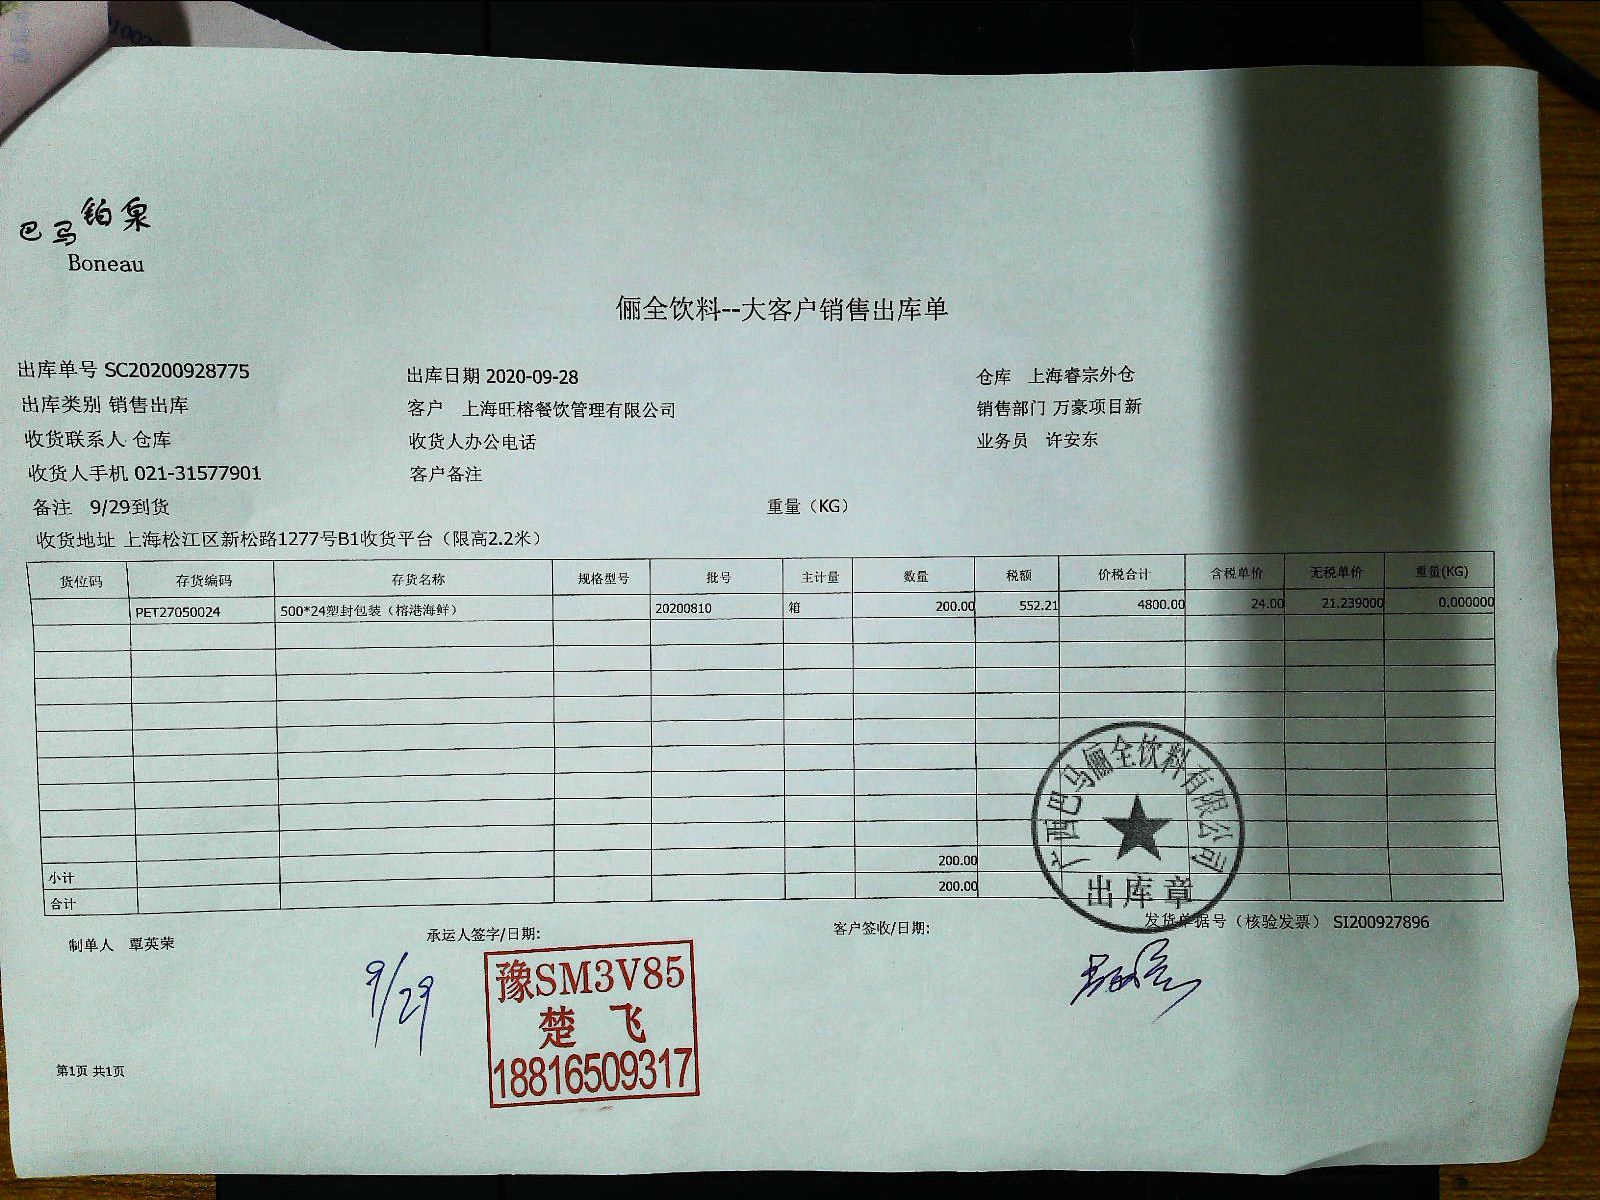 巴马铂泉
Boneau
俪全饮料--大客户销售出库单
出库单号 SC20200928775 出库日期 2020-09-28 仓库 上海睿宗外仓
出库类别 销售出库 客户 上海旺榕餐饮管理有限公司 销售部门 万豪项目新
收货联系人 仓库 收货人办公电话 业务员 许安东
收货人手机 021-31577901 客户备注
备注 9/29到货 重量（KG）
收货地址 上海松江区新松路1277号B1收货平台（限高2.2米）
货位码 存货编码 存货名称 规格型号 批号 主计量 数量 税额 价税合计 含税单价 无税单价 重量(KG)
PET27050024 500*24塑封包装（榕港海鲜） 20200810 箱 200.00 552.21 4800.00 24.00 21.239000 0.000000
小计 200.00
合计 200.00
广西巴马俪全饮料有限公司
出库章
制单人 覃英荣 承运人签字/日期: 客户签收/日期: 发货单据号（核验发票） SI200927896
9/29
豫SM3V85
楚飞
18816509317
第1页 共1页